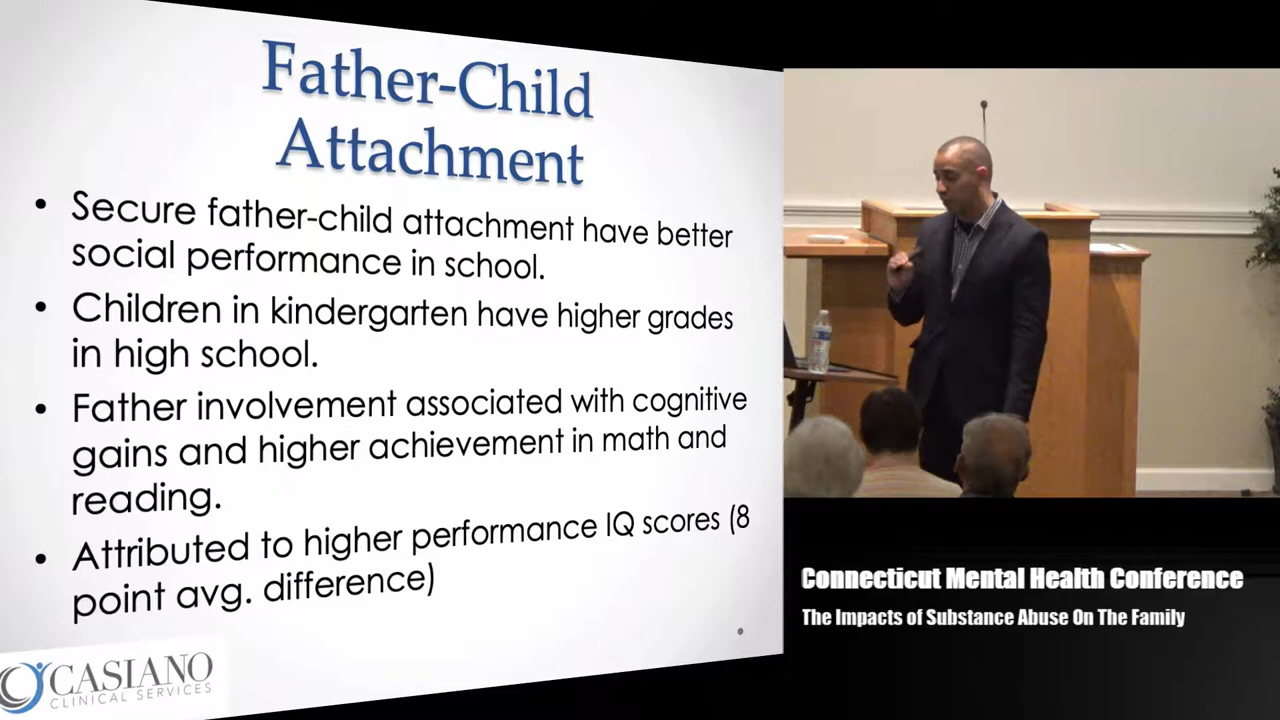 Father-Child
Attachment
• Secure father-child attachment have better
social performance in school.
• Children in kindergarten have higher grades
in high school.
• Father involvement associated with cognitive
gains and higher achievement in math and
reading.
• Attributed to higher performance IQ scores (8
point avg. difference)
CASIANO
CLINICAL SERVICES
Connecticut Mental Health Conference
The Impacts of Substance Abuse On The Family